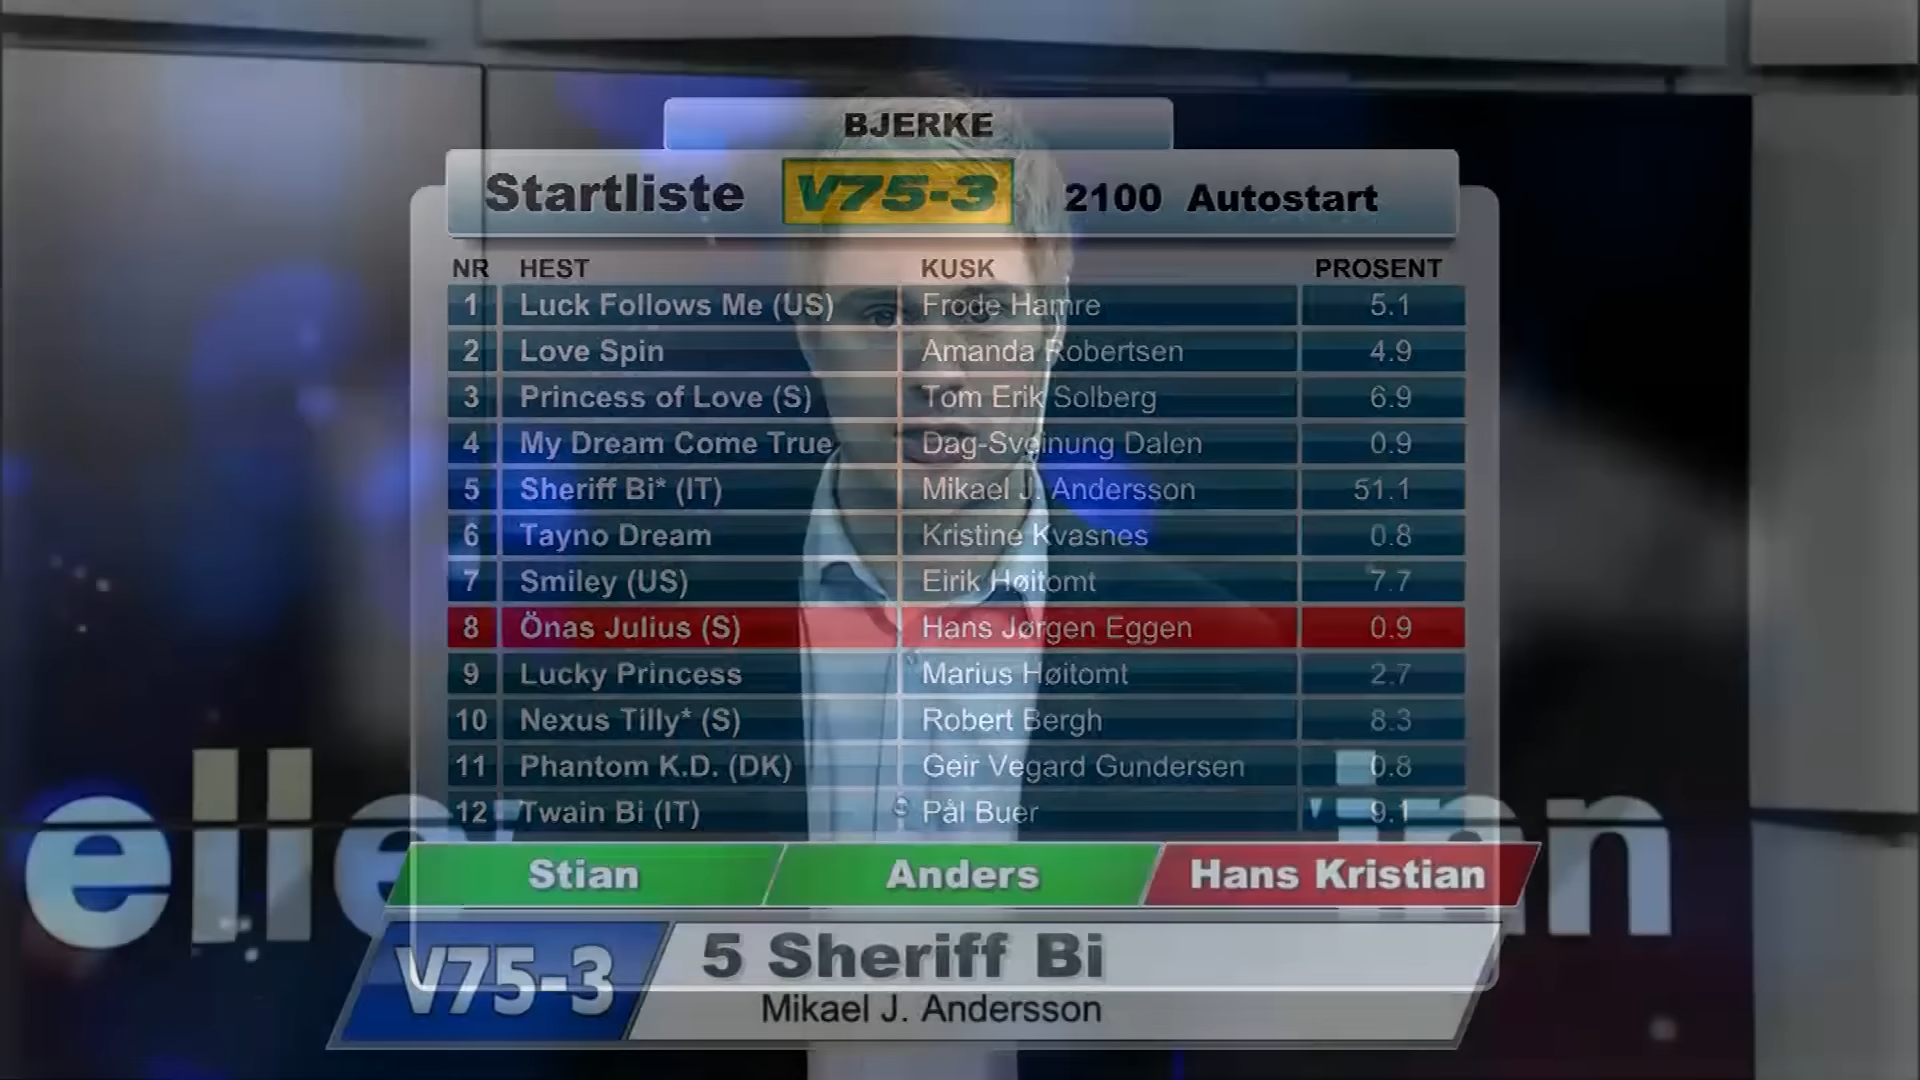 BJERKE
Startliste V75-3 2100 Autostart
NR HEST KUSK PROSENT
1 Luck Follows Me (US) Frode Hamre 5.1
2 Love Spin Amanda Robertsen 4.9
3 Princess of Love (S) Tom Erik Solberg 6.9
4 My Dream Come True Dag-Sveinung Dalen 0.9
5 Sheriff Bi* (IT) Mikael J. Andersson 51.1
6 Tayno Dream Kristine Kvasnes 0.8
7 Smiley (US) Eirik Høitomt 7.7
8 Önas Julius (S) Hans Jørgen Eggen 0.9
9 Lucky Princess Marius Høitomt 2.7
10 Nexus Tilly* (S) Robert Bergh 8.3
11 Phantom K.D. (DK) Geir Vegard Gundersen 0.8
12 Twain Bi (IT) Pål Buer 9.1
Stian Anders Hans Kristian
V75-3 5 Sheriff Bi
Mikael J. Andersson